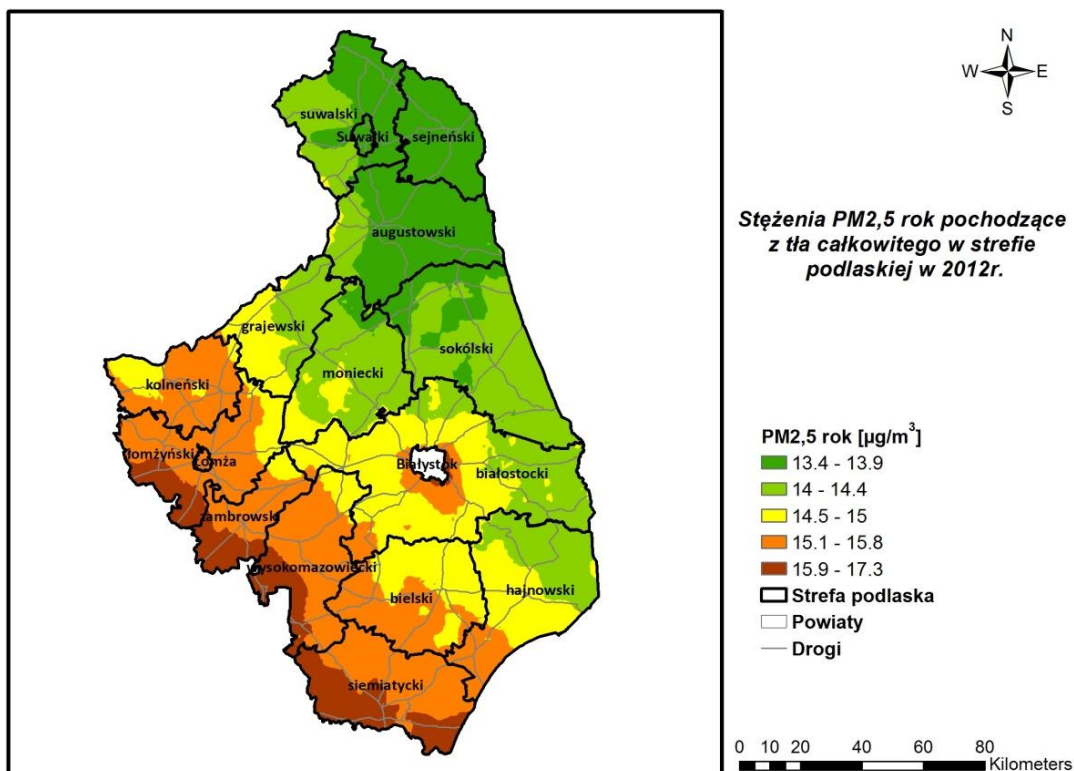 N
W E
S
suwalski
Suwałki
sejneński
augustowski
Stężenia PM2,5 rok pochodzące
z tła całkowitego w strefie
podlaskiej w 2012r.
grajewski
sokólski
moniecki
kolneński
łomżyński
Łomża
Białystok
białostocki
zambrowski
wysokomazowiecki
bielski
hajnowski
siemiatycki
PM2,5 rok [µg/m³]
13.4 - 13.9
14 - 14.4
14.5 - 15
15.1 - 15.8
15.9 - 17.3
Strefa podlaska
Powiaty
Drogi
0 10 20 40 60 80
Kilometers